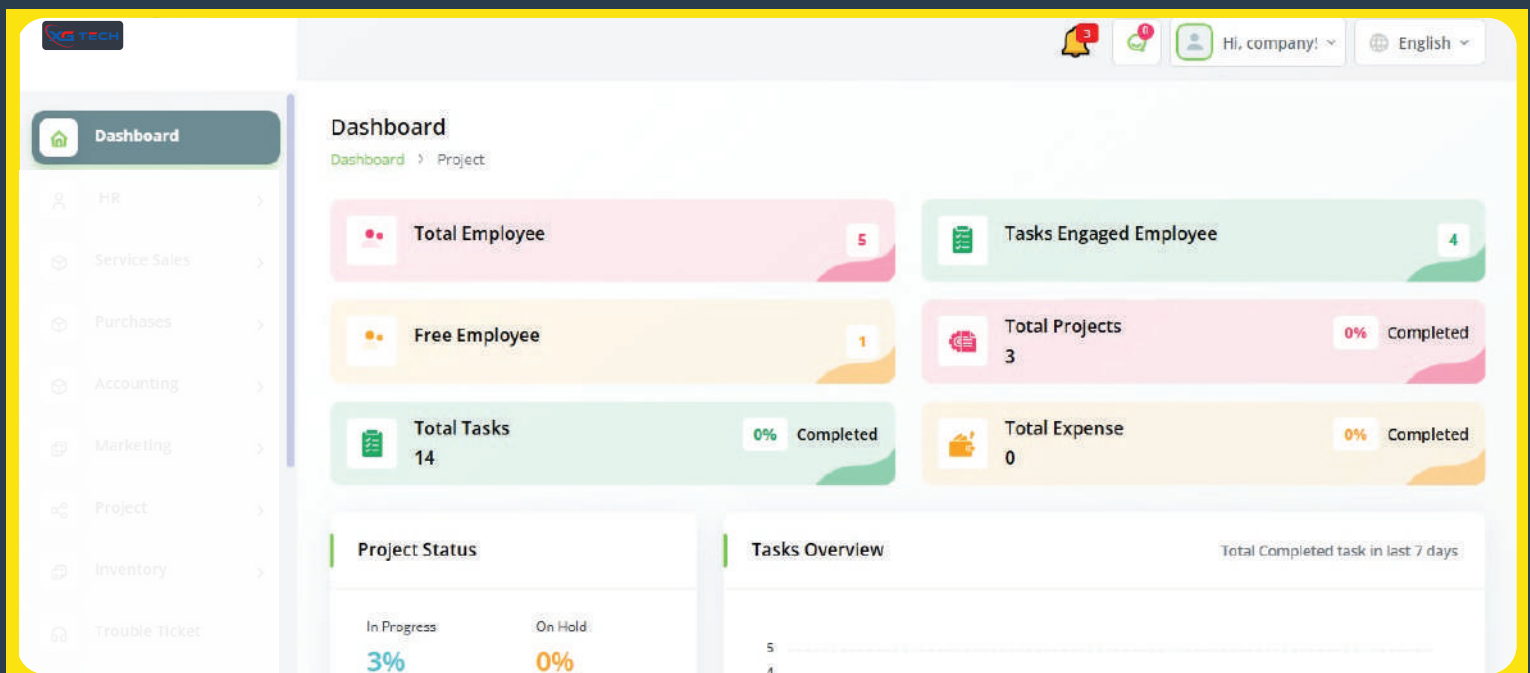 XG TECH
3
0
Hi, company!
English
Dashboard
HR
Service Sales
Purchases
Accounting
Marketing
Project
Inventory
Trouble Ticket
Dashboard
Dashboard > Project
Total Employee
5
Tasks Engaged Employee
4
Free Employee
1
Total Projects
3
0% Completed
Total Tasks
14
0% Completed
Total Expense
0
0% Completed
Project Status
In Progress
3%
On Hold
0%
Tasks Overview
Total Completed task in last 7 days
5
4